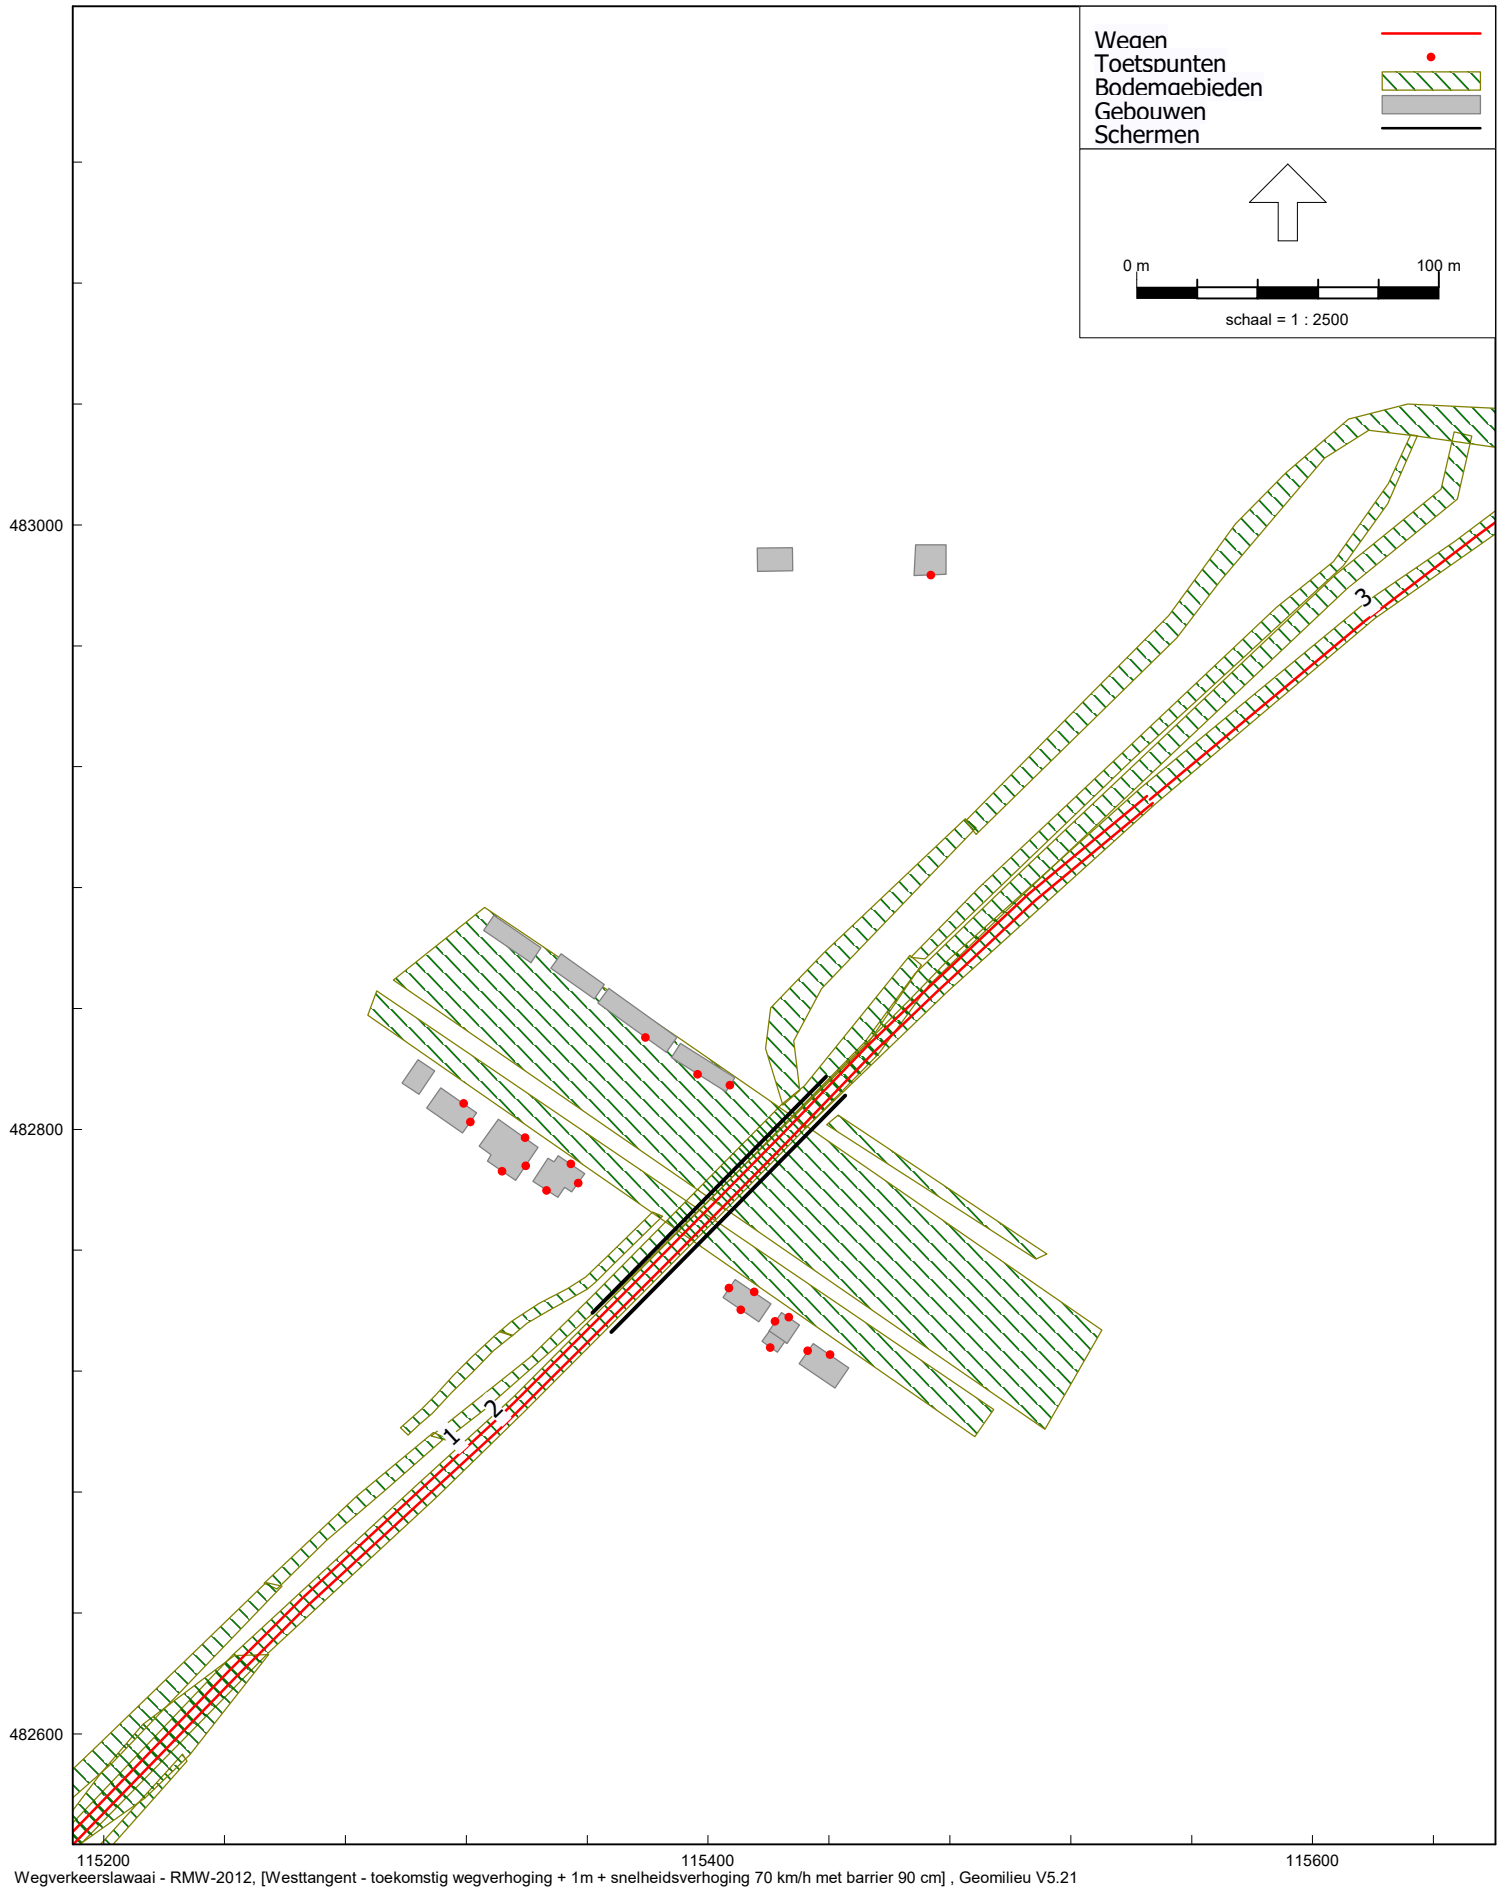 Wegen
Toetspunten
Bodemgebieden
Gebouwen
Schermen
0 m 100 m
schaal = 1 : 2500
483000
3
482800
2
1
482600
115200 115400 115600
Wegverkeerslawaai - RMW-2012, [Westtangent - toekomstig wegverhoging + 1m + snelheidsverhoging 70 km/h met barrier 90 cm] , Geomilieu V5.21